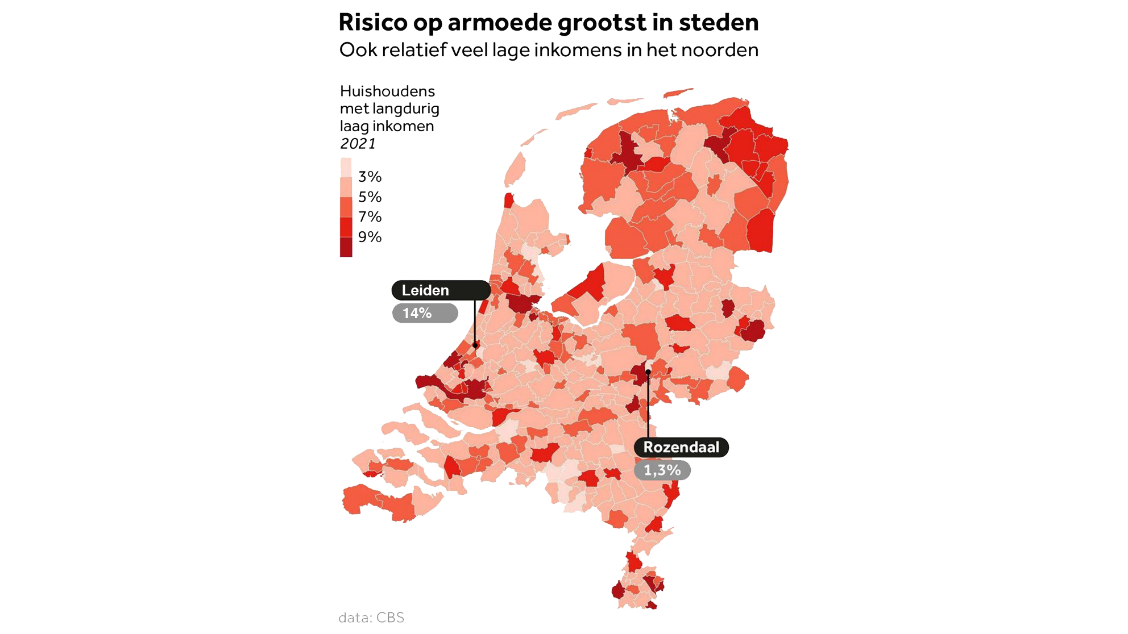 Risico op armoede grootst in steden
Ook relatief veel lage inkomens in het noorden
Huishoudens
met langdurig
laag inkomen
2021
3%
5%
7%
9%
Leiden
14%
Rozendaal
1,3%
data: CBS